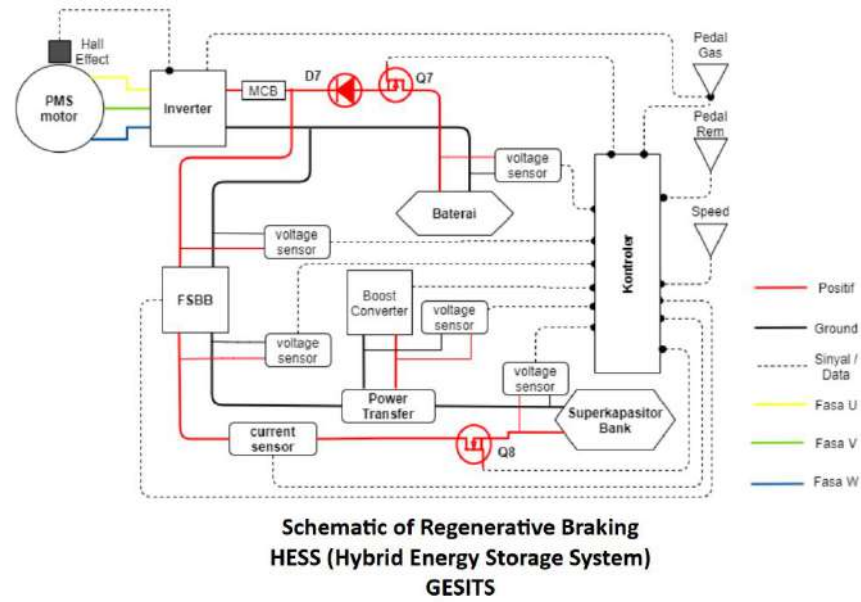 Hall
Effect
PMS
motor
Inverter
MCB
D7
Q7
Pedal
Gas
Pedal
Rem
Speed
voltage
sensor
Baterai
voltage
sensor
Kontroler
FSBB
Boost
Converter
voltage
sensor
voltage
sensor
voltage
sensor
Power
Transfer
Superkapasitor
Bank
current
sensor
Q8
Positif
Ground
Sinyal /
Data
Fasa U
Fasa V
Fasa W
Schematic of Regenerative Braking
HESS (Hybrid Energy Storage System)
GESITS